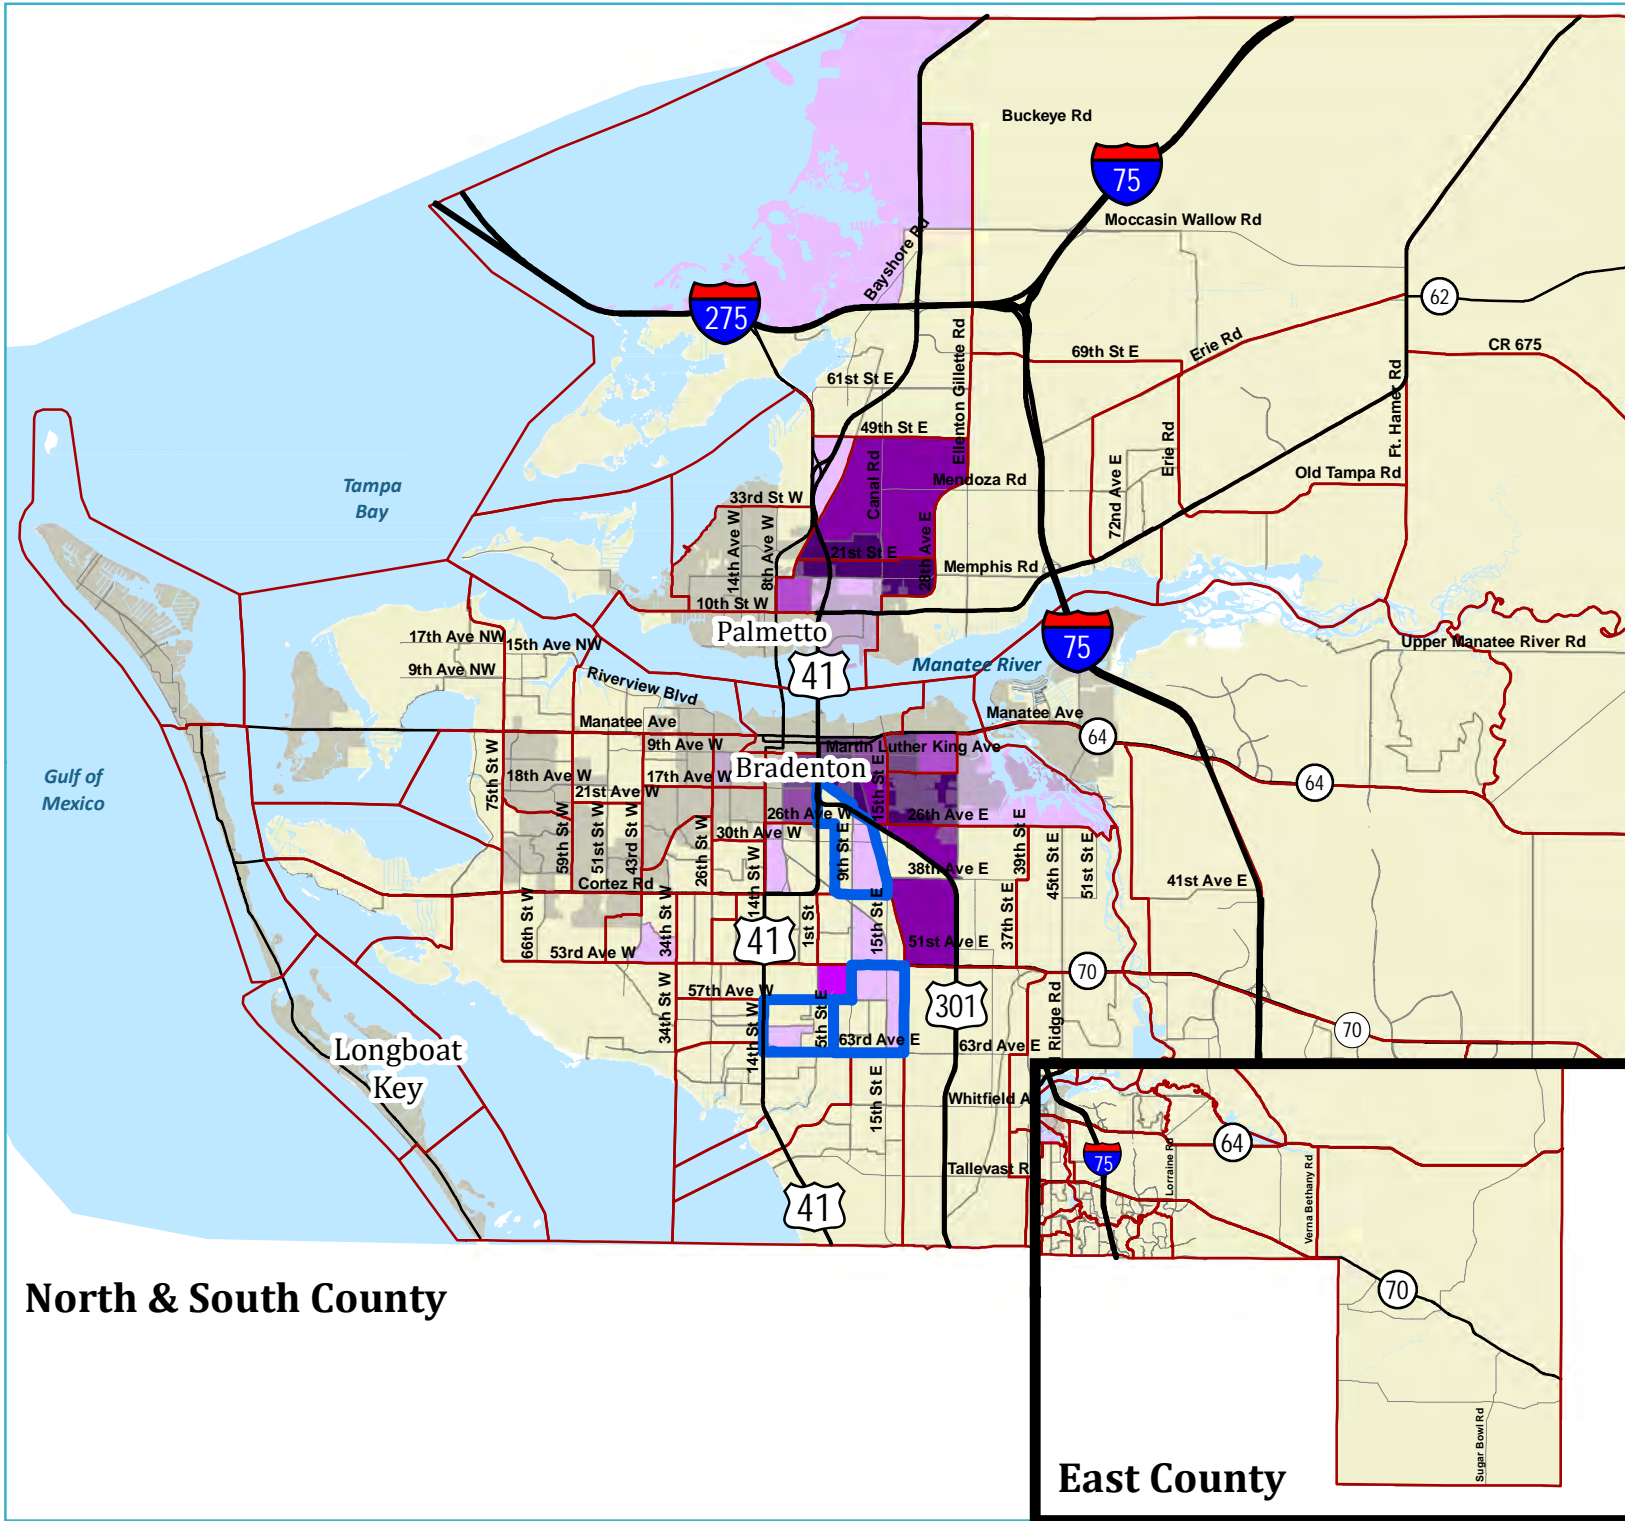 Buckeye Rd
75
Moccasin Wallow Rd
Bayshore Rd
62
275
Ellenton Gillette Rd
69th St E
Erie Rd
CR 675
61st St E
Ft. Hamer Rd
49th St E
Canal Rd
Mendoza Rd
72nd Ave E
Erie Rd
Old Tampa Rd
Tampa
Bay
33rd St W
14th Ave W
8th Ave W
21st St E
28th Ave E
Memphis Rd
10th St W
Palmetto
75
17th Ave NW
15th Ave NW
9th Ave NW
Riverview Blvd
41
Manatee River
Upper Manatee River Rd
Manatee Ave
Manatee Ave
64
9th Ave W
Martin Luther King Ave
Gulf of
Mexico
75th St W
18th Ave W
17th Ave W
Bradenton
15th St E
64
21st Ave W
26th Ave W
26th Ave E
59th St W
51st St W
43rd St W
26th St W
30th Ave W
14th St W
9th St E
39th St E
45th St E
51st St E
38th Ave E
41st Ave E
Cortez Rd
66th St W
34th St W
41
1st St
15th St E
37th St E
51st Ave E
53rd Ave W
70
34th St W
57th Ave W
14th St W
5th St E
301
Ridge Rd
70
63rd Ave E
63rd Ave E
Longboat
Key
15th St E
Whitfield A
Tallevast R
41
64
75
Lorraine Rd
Verna Bethany Rd
70
Sugar Bowl Rd
North & South County
East County